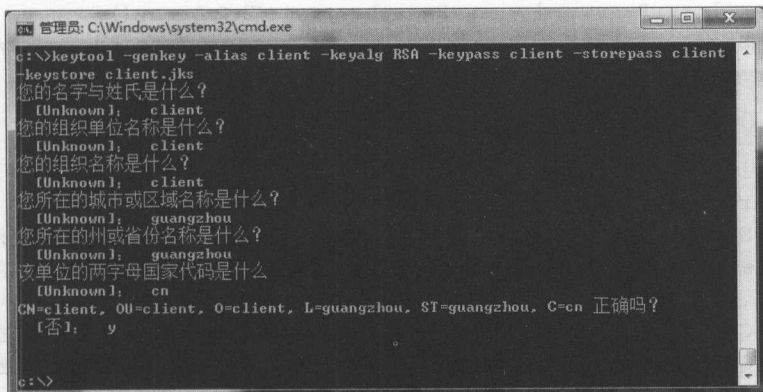 管理员: C:\Windows\system32\cmd.exe
c:\>keytool -genkey -alias client -keyalg RSA -keypass client -storepass client
-keystore client.jks
您的名字与姓氏是什么?
[Unknown]: client
您的组织单位名称是什么?
[Unknown]: client
您的组织名称是什么?
[Unknown]: client
您所在的城市或区域名称是什么?
[Unknown]: guangzhou
您所在的州或省份名称是什么?
[Unknown]: guangzhou
该单位的两字母国家代码是什么
[Unknown]: cn
CN=client, OU=client, O=client, L=guangzhou, ST=guangzhou, C=cn 正确吗?
[否]: y
c:\>